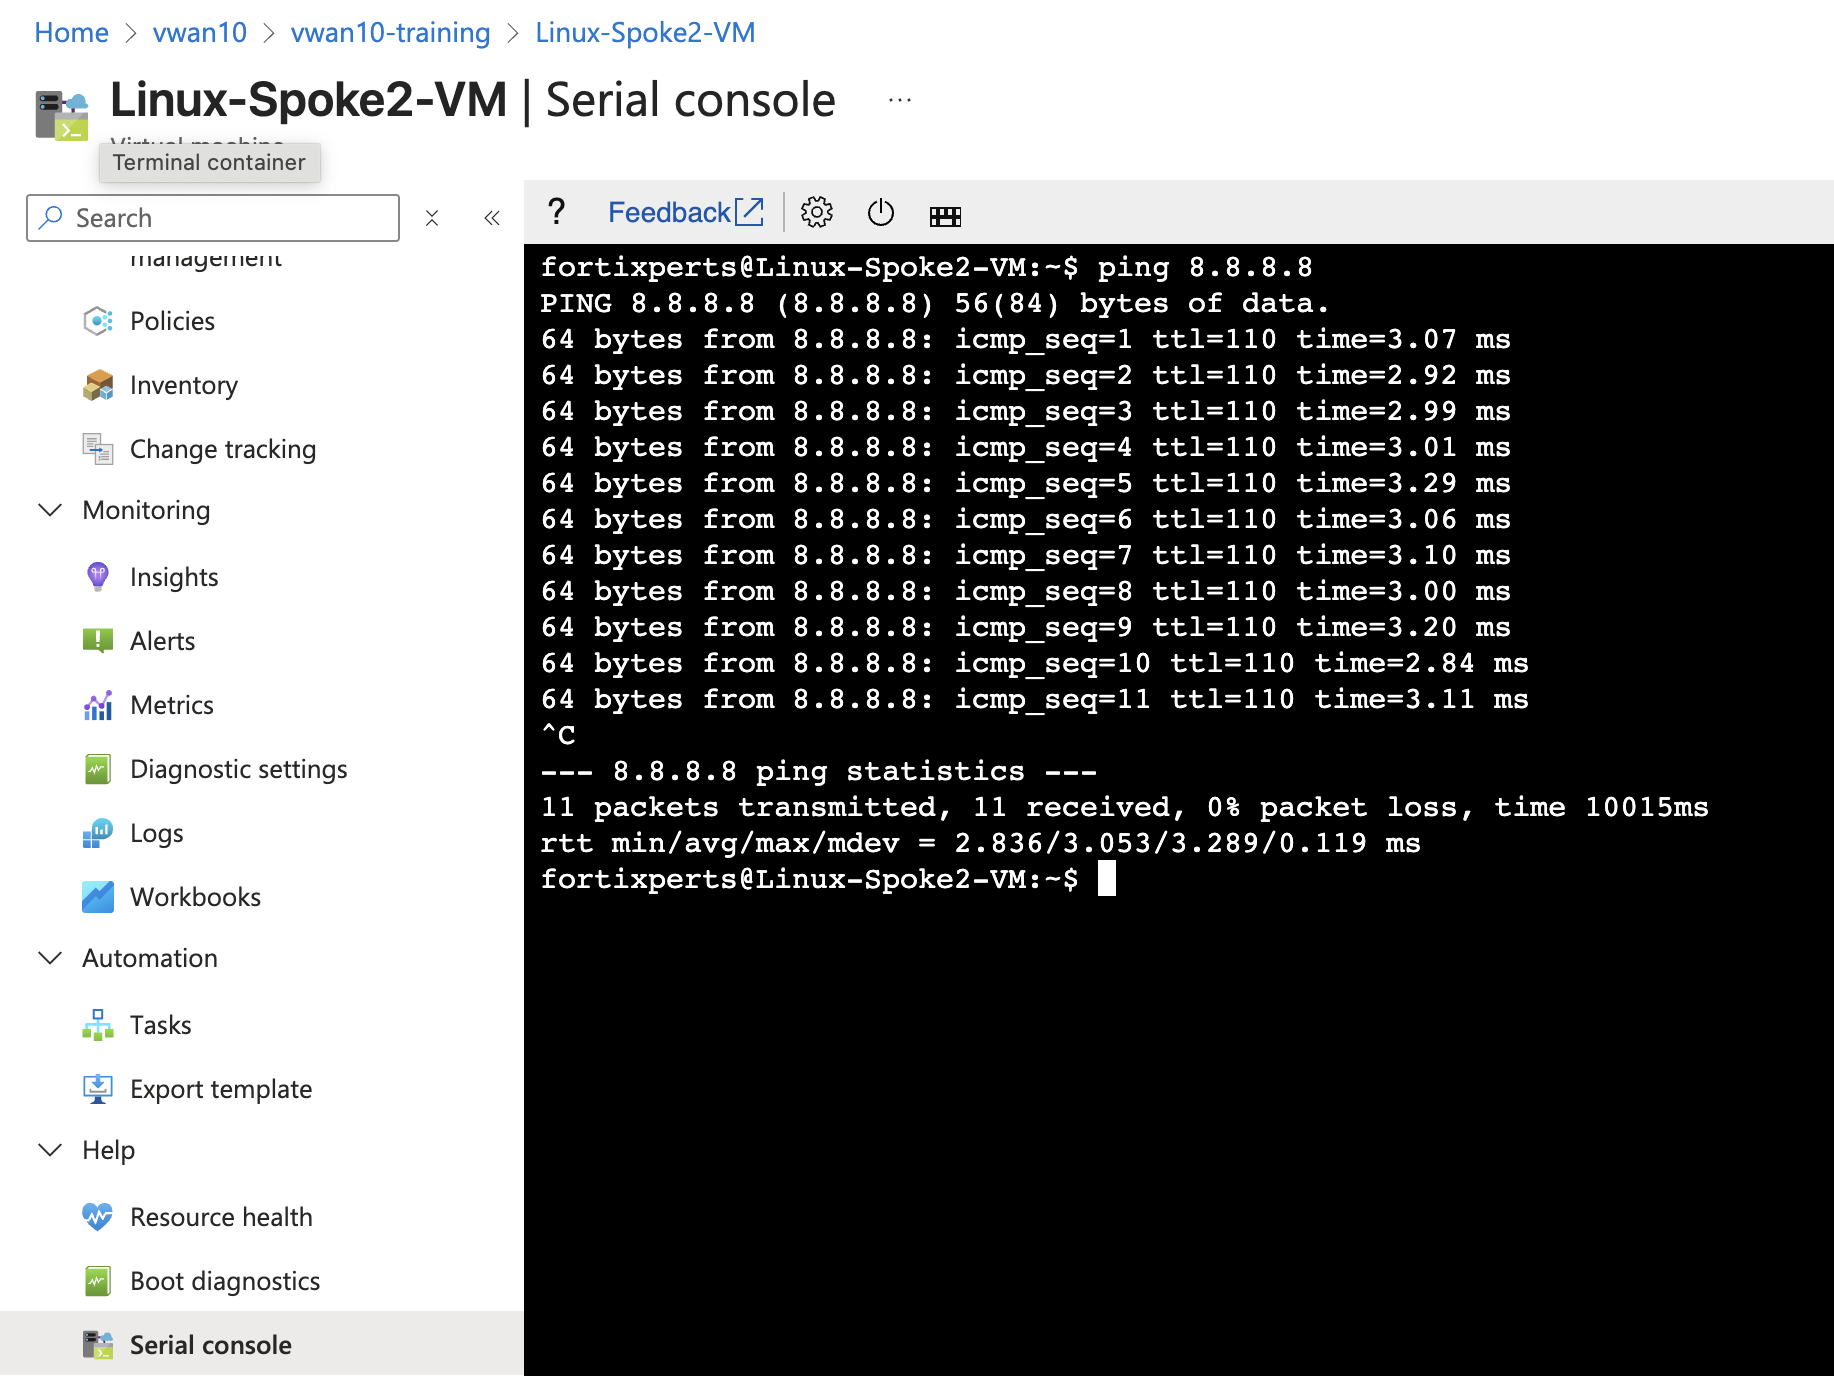 Home > vwan10 > vwan10-training > Linux-Spoke2-VM
Linux-Spoke2-VM | Serial console ...
Virtual machine
Terminal container
Search
? Feedback
management
Policies
Inventory
Change tracking
Monitoring
Insights
Alerts
Metrics
Diagnostic settings
Logs
Workbooks
Automation
Tasks
Export template
Help
Resource health
Boot diagnostics
Serial console
fortixperts@Linux-Spoke2-VM:~$ ping 8.8.8.8
PING 8.8.8.8 (8.8.8.8) 56(84) bytes of data.
64 bytes from 8.8.8.8: icmp_seq=1 ttl=110 time=3.07 ms
64 bytes from 8.8.8.8: icmp_seq=2 ttl=110 time=2.92 ms
64 bytes from 8.8.8.8: icmp_seq=3 ttl=110 time=2.99 ms
64 bytes from 8.8.8.8: icmp_seq=4 ttl=110 time=3.01 ms
64 bytes from 8.8.8.8: icmp_seq=5 ttl=110 time=3.29 ms
64 bytes from 8.8.8.8: icmp_seq=6 ttl=110 time=3.06 ms
64 bytes from 8.8.8.8: icmp_seq=7 ttl=110 time=3.10 ms
64 bytes from 8.8.8.8: icmp_seq=8 ttl=110 time=3.00 ms
64 bytes from 8.8.8.8: icmp_seq=9 ttl=110 time=3.20 ms
64 bytes from 8.8.8.8: icmp_seq=10 ttl=110 time=2.84 ms
64 bytes from 8.8.8.8: icmp_seq=11 ttl=110 time=3.11 ms
^C
--- 8.8.8.8 ping statistics ---
11 packets transmitted, 11 received, 0% packet loss, time 10015ms
rtt min/avg/max/mdev = 2.836/3.053/3.289/0.119 ms
fortixperts@Linux-Spoke2-VM:~$